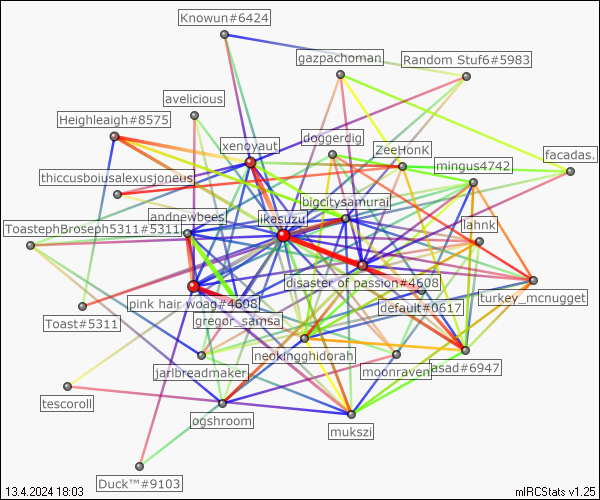 Knowun#6424
gazpachoman
Random Stuf6#5983
avelicious
Heighleaigh#8575
xenovaut
doggerdig
ZeeHonK
mingus4742
facadas.
thiccusboiusalexusjoneus
bigcitysamurai
andnewbees
ikasuzu
ToastephBroseph5311#5311
lahnk
disaster of passion#4608
pink hair woag#4608
turkey_mcnugget
default#0617
Toast#5311
gregor_samsa
neokingghidorah
jarlbreadmaker
moonraven
asad#6947
tescoroll
ogshroom
mukszi
Duck™#9103
13.4.2024 18:03
mIRCStats v1.25